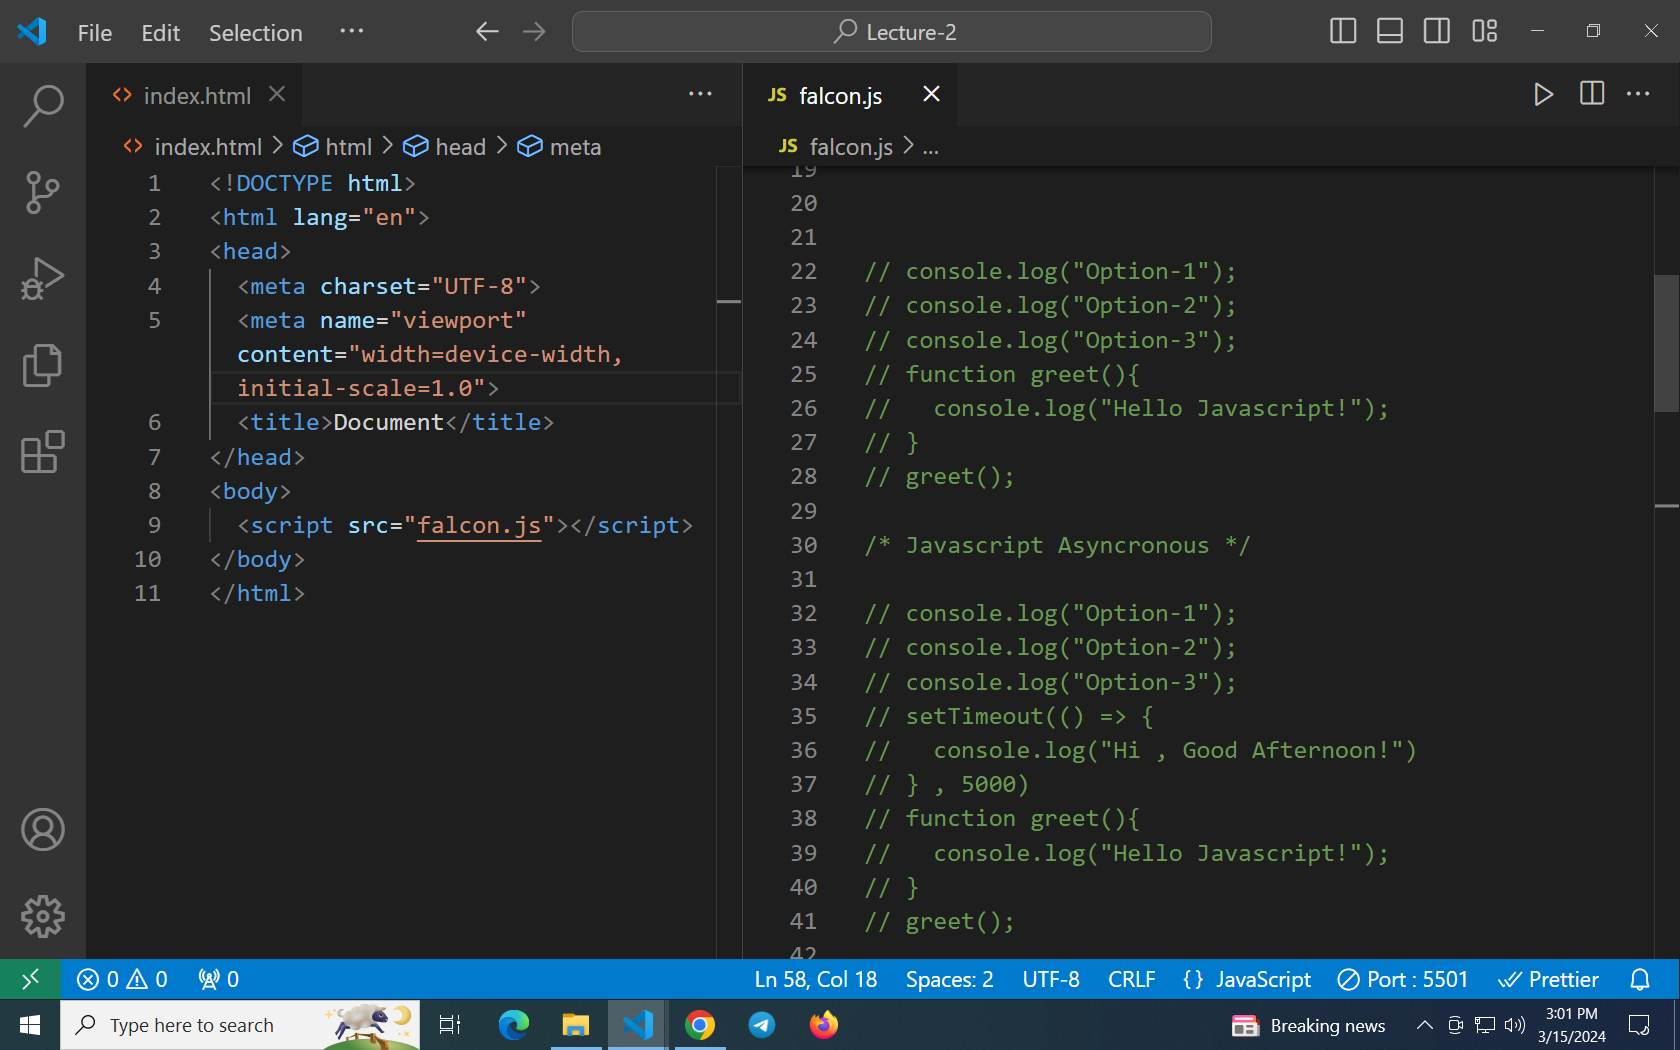 File Edit Selection ··· Lecture-2
index.html
index.html > html > head > meta
1 <!DOCTYPE html>
2 <html lang="en">
3 <head>
4 <meta charset="UTF-8">
5 <meta name="viewport"
content="width=device-width,
initial-scale=1.0">
6 <title>Document</title>
7 </head>
8 <body>
9 <script src="falcon.js"></script>
10 </body>
11 </html>
JS falcon.js
JS falcon.js > ...
19
20
21
22 // console.log("Option-1");
23 // console.log("Option-2");
24 // console.log("Option-3");
25 // function greet(){
26 //   console.log("Hello Javascript!");
27 // }
28 // greet();
29
30 /* Javascript Asyncronous */
31
32 // console.log("Option-1");
33 // console.log("Option-2");
34 // console.log("Option-3");
35 // setTimeout(() => {
36 //   console.log("Hi , Good Afternoon!")
37 // } , 5000)
38 // function greet(){
39 //   console.log("Hello Javascript!");
40 // }
41 // greet();
42
0 0 0 Ln 58, Col 18 Spaces: 2 UTF-8 CRLF {} JavaScript Port : 5501 Prettier
Type here to search Breaking news 3:01 PM
3/15/2024